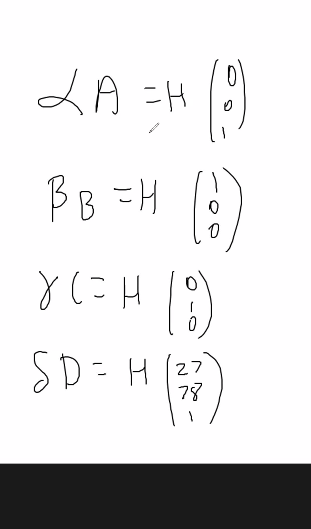 αA = H (0 0 1)
βB = H (1 0 0)
γC = H (0 1 0)
δD = H (27 78 1)